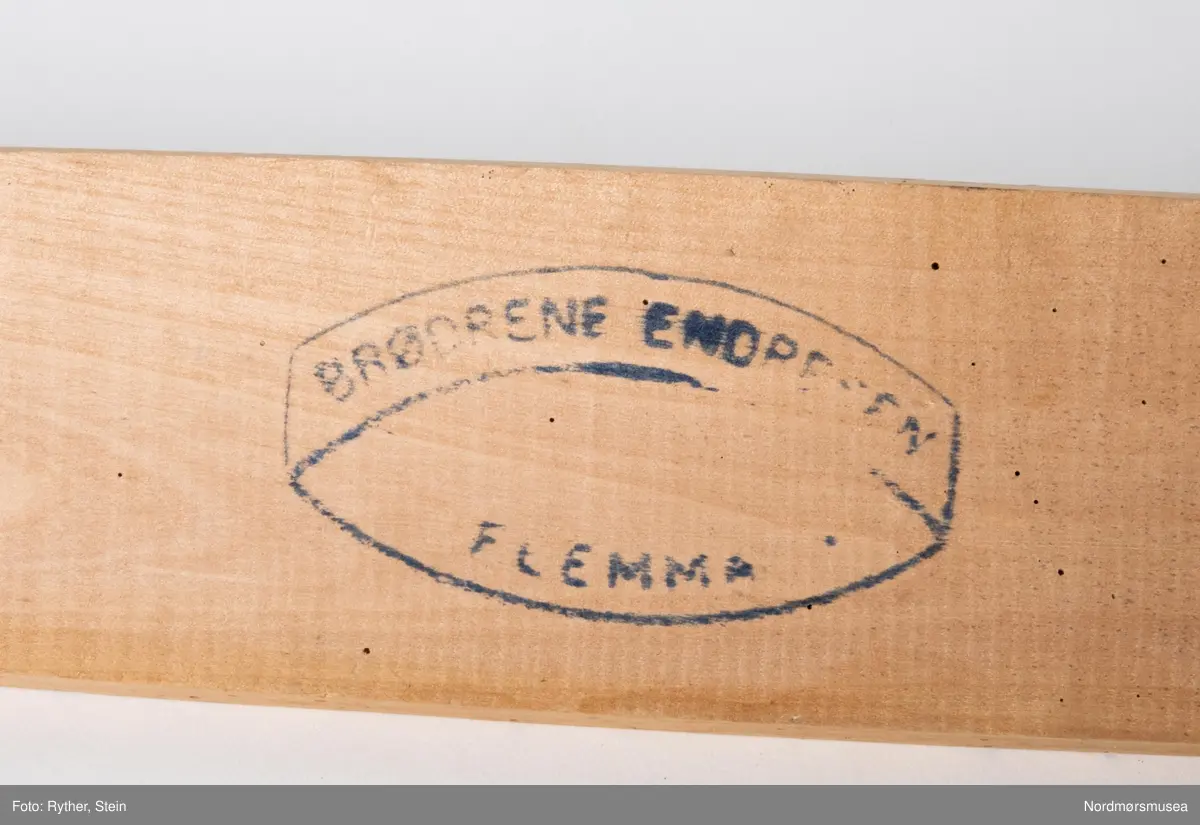 BRØDRENE
FLEMMA
Foto: Ryther, Stein
Nordmørsmusea